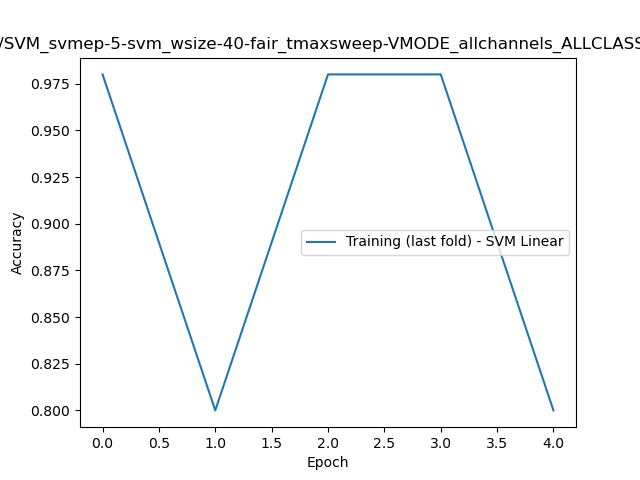 /SVM_svmep-5-svm_wsize-40-fair_tmaxsweep-VMODE_allchannels_ALLCLASS
0.975
0.950
0.925
0.900
0.875
0.850
0.825
0.800
Accuracy
Training (last fold) - SVM Linear
0.0 0.5 1.0 1.5 2.0 2.5 3.0 3.5 4.0
Epoch